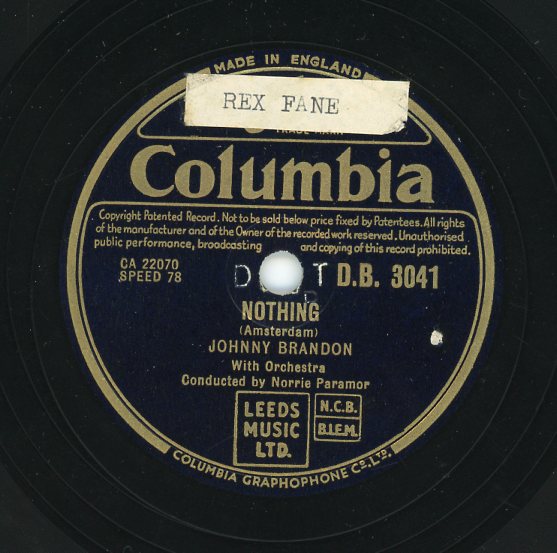 MADE IN ENGLAND
REX FANE
TRADE MARK
Columbia
Copyright Patented Record. Not to be sold below price fixed by Patentees. All rights
of the manufacturer and of the Owner of the recorded work reserved. Unauthorised
public performance, broadcasting and copying of this record prohibited.
CA 22070
SPEED 78
D T D.B. 3041
NOTHING
(Amsterdam)
JOHNNY BRANDON
With Orchestra
Conducted by Norrie Paramor
LEEDS
MUSIC
LTD.
N.C.B.
B.I.E.M.
COLUMBIA GRAPHOPHONE Co. LTD.